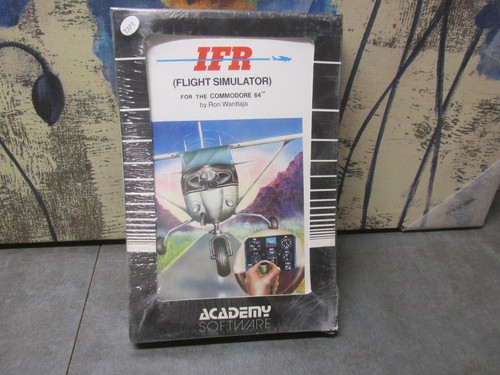 IFR
(FLIGHT SIMULATOR)
FOR THE COMMODORE 64™
by Ron Wanttaja
ACADEMY
SOFTWARE